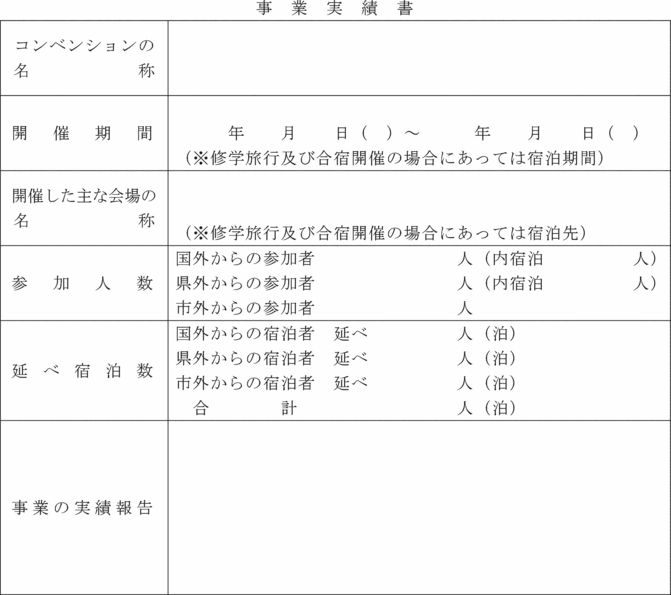 事業実績書
コンベンションの
名称
開催期間
年　月　日（　）～　年　月　日（　）
（※修学旅行及び合宿開催の場合にあっては宿泊期間）
開催した主な会場の
名称
（※修学旅行及び合宿開催の場合にあっては宿泊先）
参加人数
国外からの参加者　人（内宿泊　人）
県外からの参加者　人（内宿泊　人）
市外からの参加者　人
延べ宿泊数
国外からの宿泊者　延べ　人（泊）
県外からの宿泊者　延べ　人（泊）
市外からの宿泊者　延べ　人（泊）
合計　人（泊）
事業の実績報告